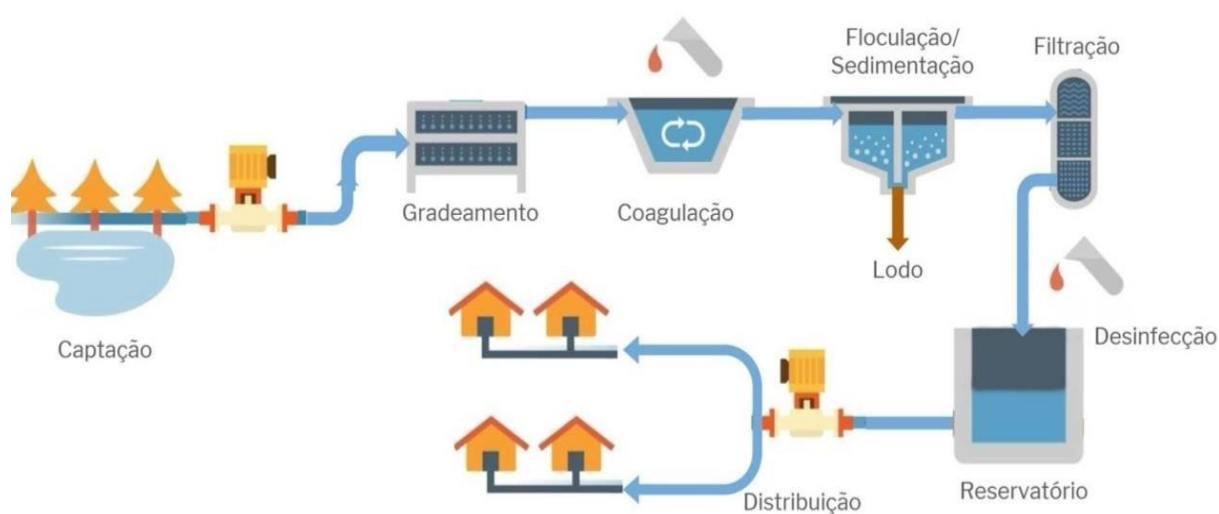 Captação
Gradeamento
Coagulação
Floculação/
Sedimentação
Lodo
Filtração
Desinfecção
Reservatório
Distribuição